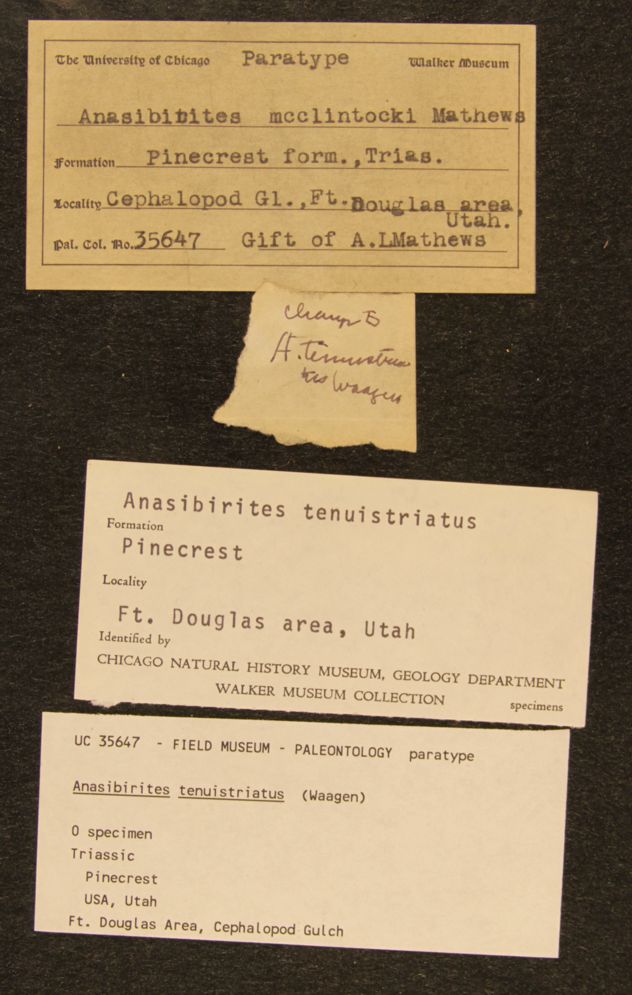 The University of Chicago Paratype Walker Museum
Anasibirites mcclintocki Mathews
Formation Pinecrest form., Trias.
Locality Cephalopod Gl., Ft. Douglas area,
Utah.
Pal. Col. No. 35647 Gift of A.LMathews
Change to
A. tenuistria
tus Waagen
Anasibirites tenuistriatus
Formation
Pinecrest
Locality
Ft. Douglas area, Utah
Identified by
CHICAGO NATURAL HISTORY MUSEUM, GEOLOGY DEPARTMENT
WALKER MUSEUM COLLECTION
specimens
UC 35647 - FIELD MUSEUM - PALEONTOLOGY paratype
Anasibirites tenuistriatus (Waagen)
0 specimen
Triassic
Pinecrest
USA, Utah
Ft. Douglas Area, Cephalopod Gulch